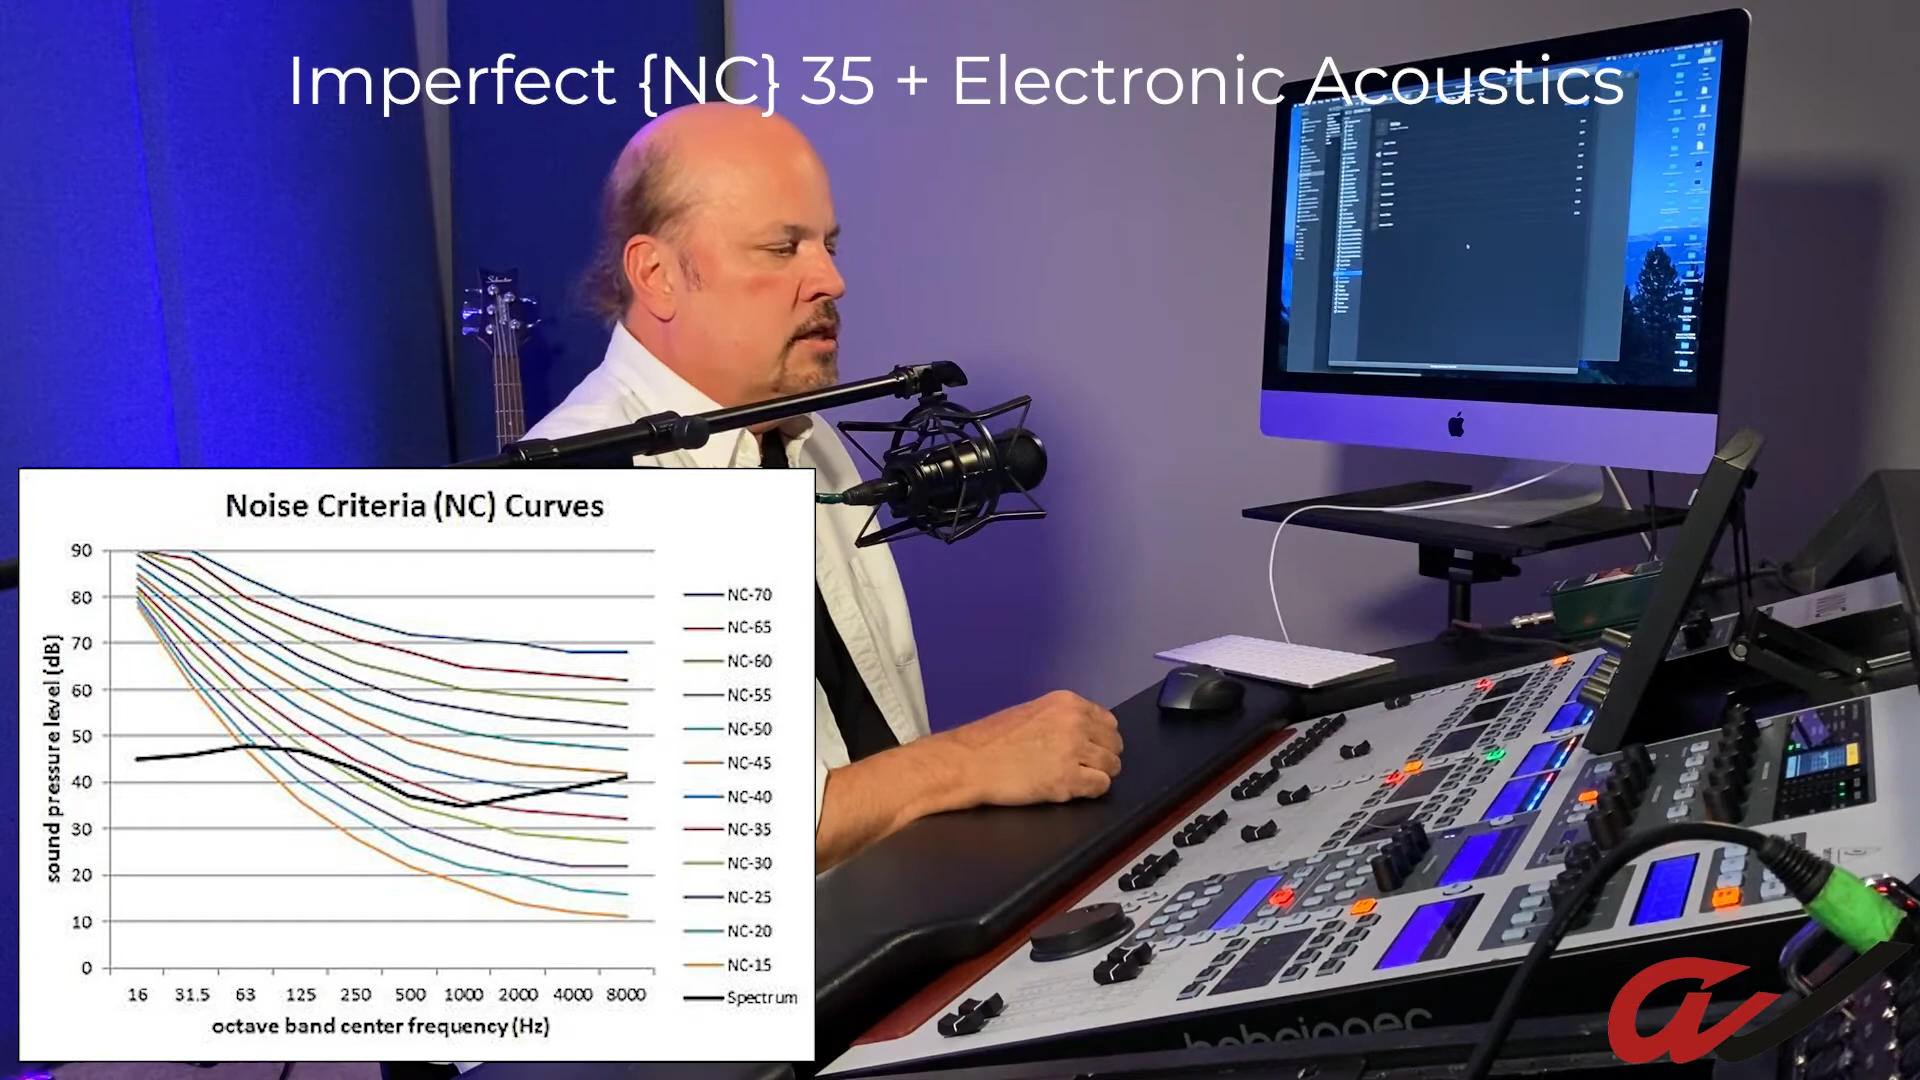 Imperfect {NC} 35 + Electronic Acoustics
Noise Criteria (NC) Curves
90
80
70
60
50
40
30
20
10
0
sound pressure level (dB)
16 31.5 63 125 250 500 1000 2000 4000 8000
octave band center frequency (Hz)
NC-70
NC-65
NC-60
NC-55
NC-50
NC-45
NC-40
NC-35
NC-30
NC-25
NC-20
NC-15
Spectrum
behringer
av